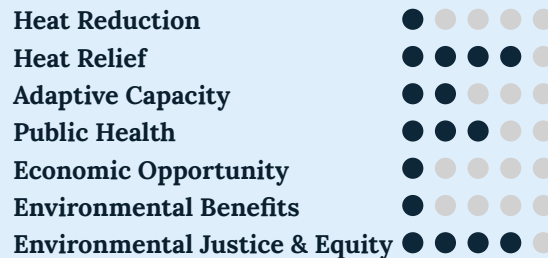 Heat Reduction
Heat Relief
Adaptive Capacity
Public Health
Economic Opportunity
Environmental Benefits
Environmental Justice & Equity